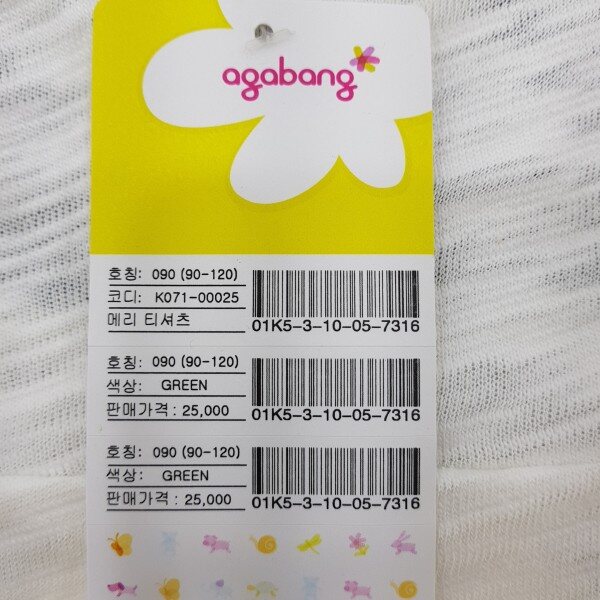 agabang
호칭: 090 (90-120)
코디: K071-00025
메리 티셔츠
01K5-3-10-05-7316
호칭: 090 (90-120)
색상: GREEN
판매가격 : 25,000
01K5-3-10-05-7316
호칭: 090 (90-120)
색상: GREEN
판매가격 : 25,000
01K5-3-10-05-7316